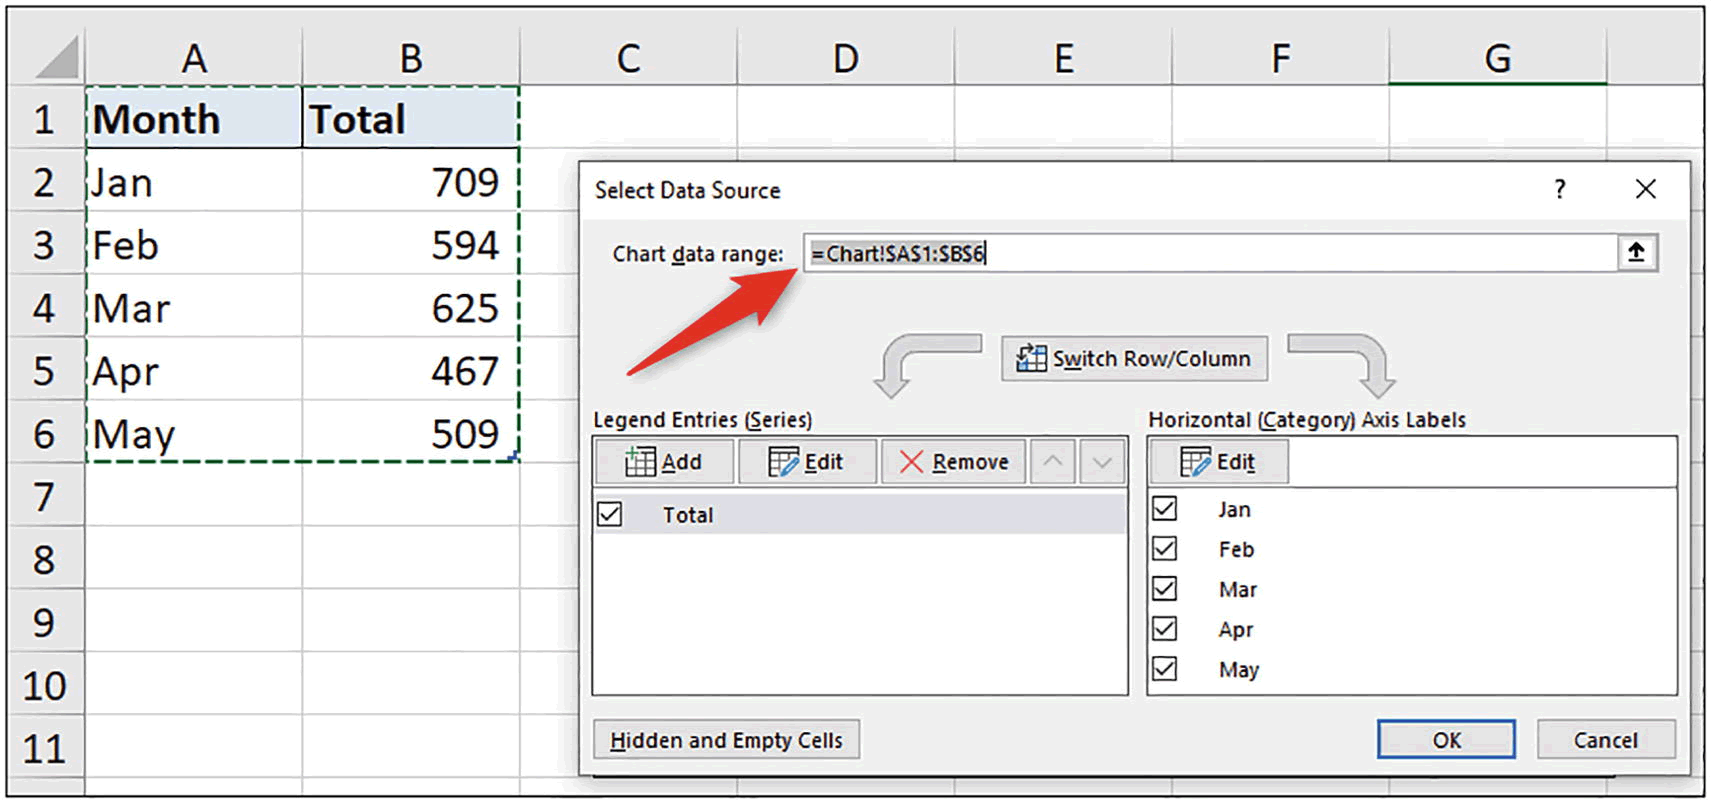 A B C D E F G
1 Month Total
2 Jan 709
3 Feb 594
4 Mar 625
5 Apr 467
6 May 509
7
8
9
10
11
Select Data Source ?
Chart data range: =Chart!$A$1:$B$6
Switch Row/Column
Legend Entries (Series)
Add Edit Remove
Total
Horizontal (Category) Axis Labels
Edit
Jan
Feb
Mar
Apr
May
Hidden and Empty Cells
OK Cancel